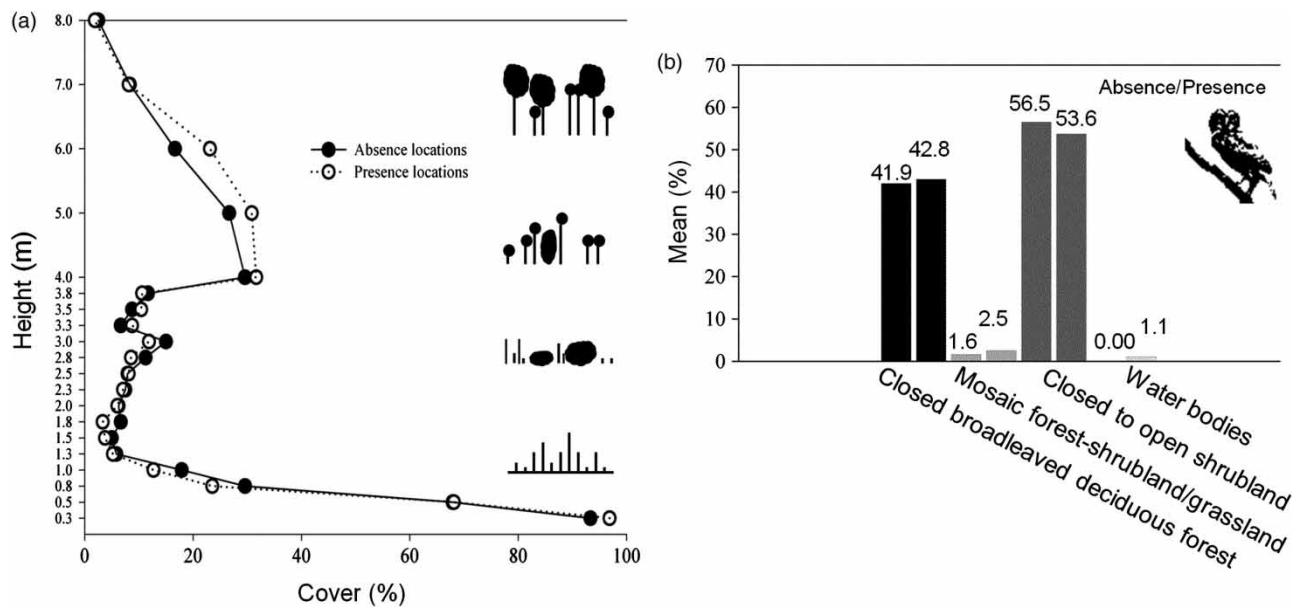 (a)
8.0
7.0
6.0
5.0
4.0
3.8
3.5
3.3
3.0
2.8
2.5
2.3
2.0
1.8
1.5
1.3
1.0
0.8
0.5
0.3
Height (m)
Absence locations
Presence locations
0 20 40 60 80 100
Cover (%)
(b)
70
60
50
40
30
20
10
0
Mean (%)
Absence/Presence
41.9
42.8
1.6
2.5
56.5
53.6
0.00
1.1
Closed broadleaved deciduous forest
Mosaic forest-shrubland/grassland
Closed to open shrubland
Water bodies